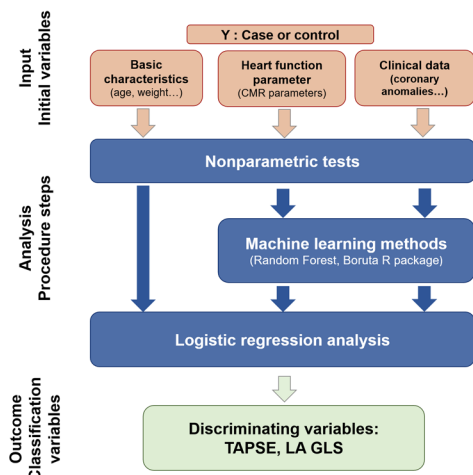 Y : Case or control
Input
Initial variables
Basic
characteristics
(age, weight...)
Heart function
parameter
(CMR parameters)
Clinical data
(coronary
anomalies...)
Analysis
Procedure steps
Nonparametric tests
Machine learning methods
(Random Forest, Boruta R package)
Logistic regression analysis
Outcome
Classification
variables
Discriminating variables:
TAPSE, LA GLS